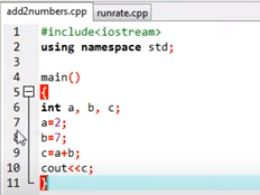 add2numbers.cpp runrate.cpp
1 #include<iostream>
2 using namespace std;
3
4 main()
5 {
6 int a, b, c;
7 a=2;
8 b=7;
9 c=a+b;
10 cout<<c;
11 }